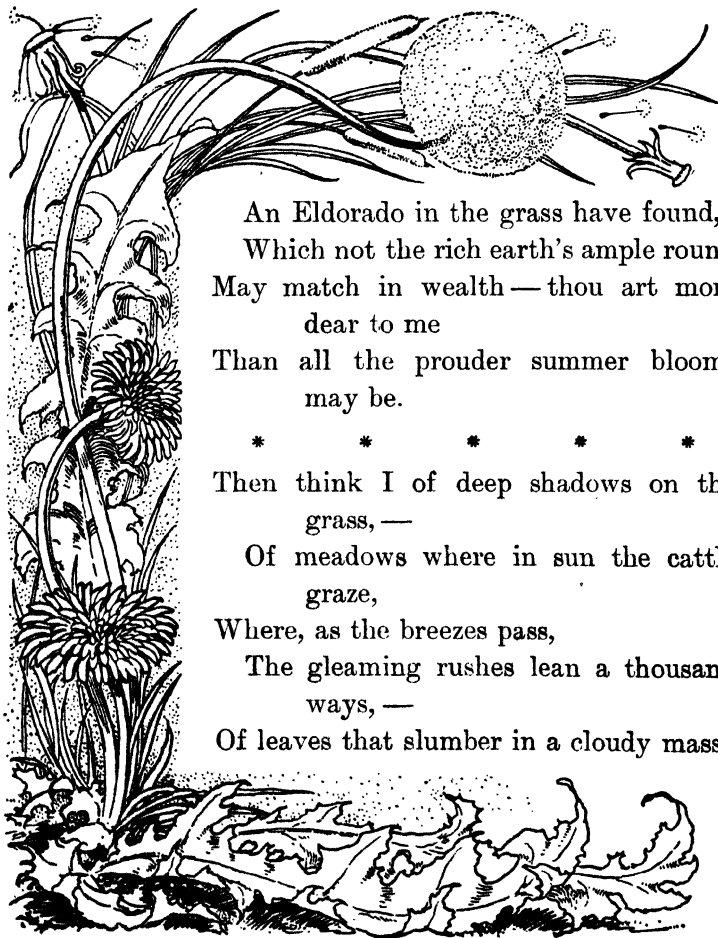 An Eldorado in the grass have found,
Which not the rich earth's ample roun
May match in wealth — thou art mor
dear to me
Than all the prouder summer bloom
may be.
* * * * *
Then think I of deep shadows on th
grass, —
Of meadows where in sun the cattl
graze,
Where, as the breezes pass,
The gleaming rushes lean a thousan
ways, —
Of leaves that slumber in a cloudy mass